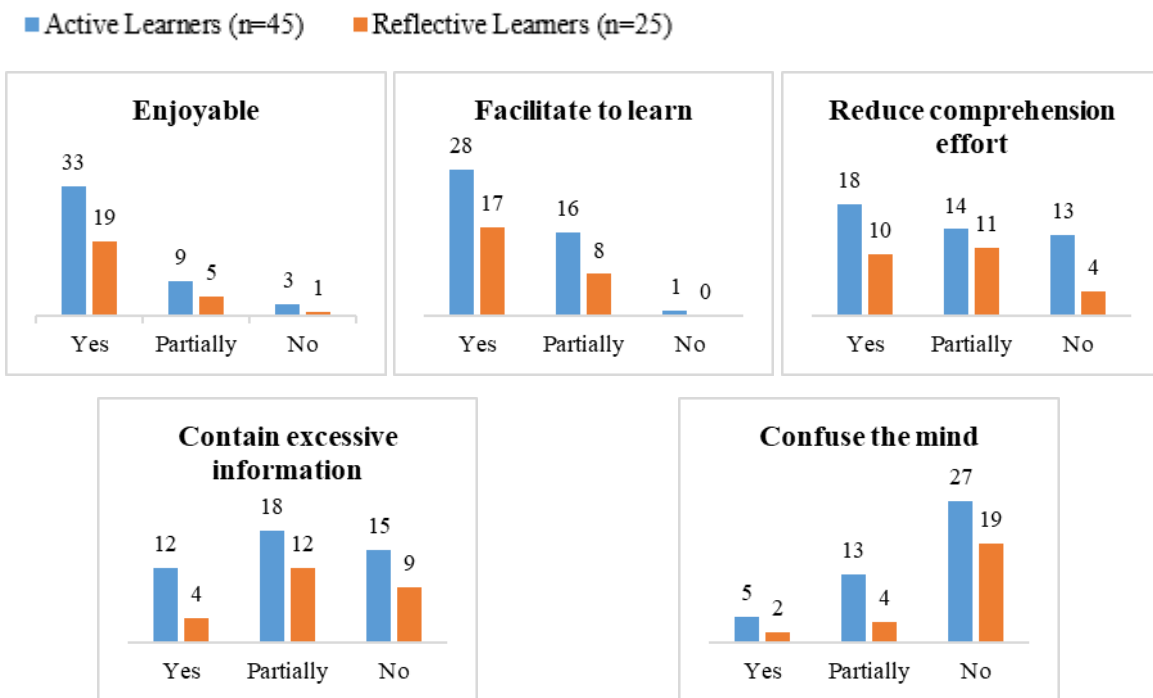 Active Learners (n=45) Reflective Learners (n=25)
Enjoyable
33
19
9
5
3
1
Yes Partially No
Facilitate to learn
28
17
16
8
1
0
Yes Partially No
Reduce comprehension
effort
18
10
14
11
13
4
Yes Partially No
Contain excessive
information
12
4
18
12
15
9
Yes Partially No
Confuse the mind
5
2
13
4
27
19
Yes Partially No